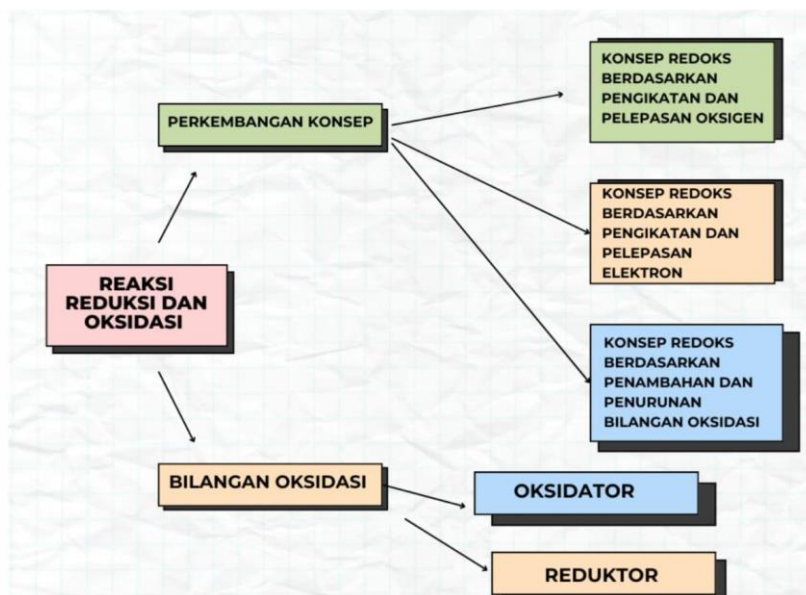 KONSEP REDOKS
BERDASARKAN
PENGIKATAN DAN
PELEPASAN OKSIGEN
PERKEMBANGAN KONSEP
KONSEP REDOKS
BERDASARKAN
PENGIKATAN DAN
PELEPASAN
ELEKTRON
REAKSI
REDUKSI DAN
OKSIDASI
KONSEP REDOKS
BERDASARKAN
PENAMBAHAN DAN
PENURUNAN
BILANGAN OKSIDASI
BILANGAN OKSIDASI
OKSIDATOR
REDUKTOR